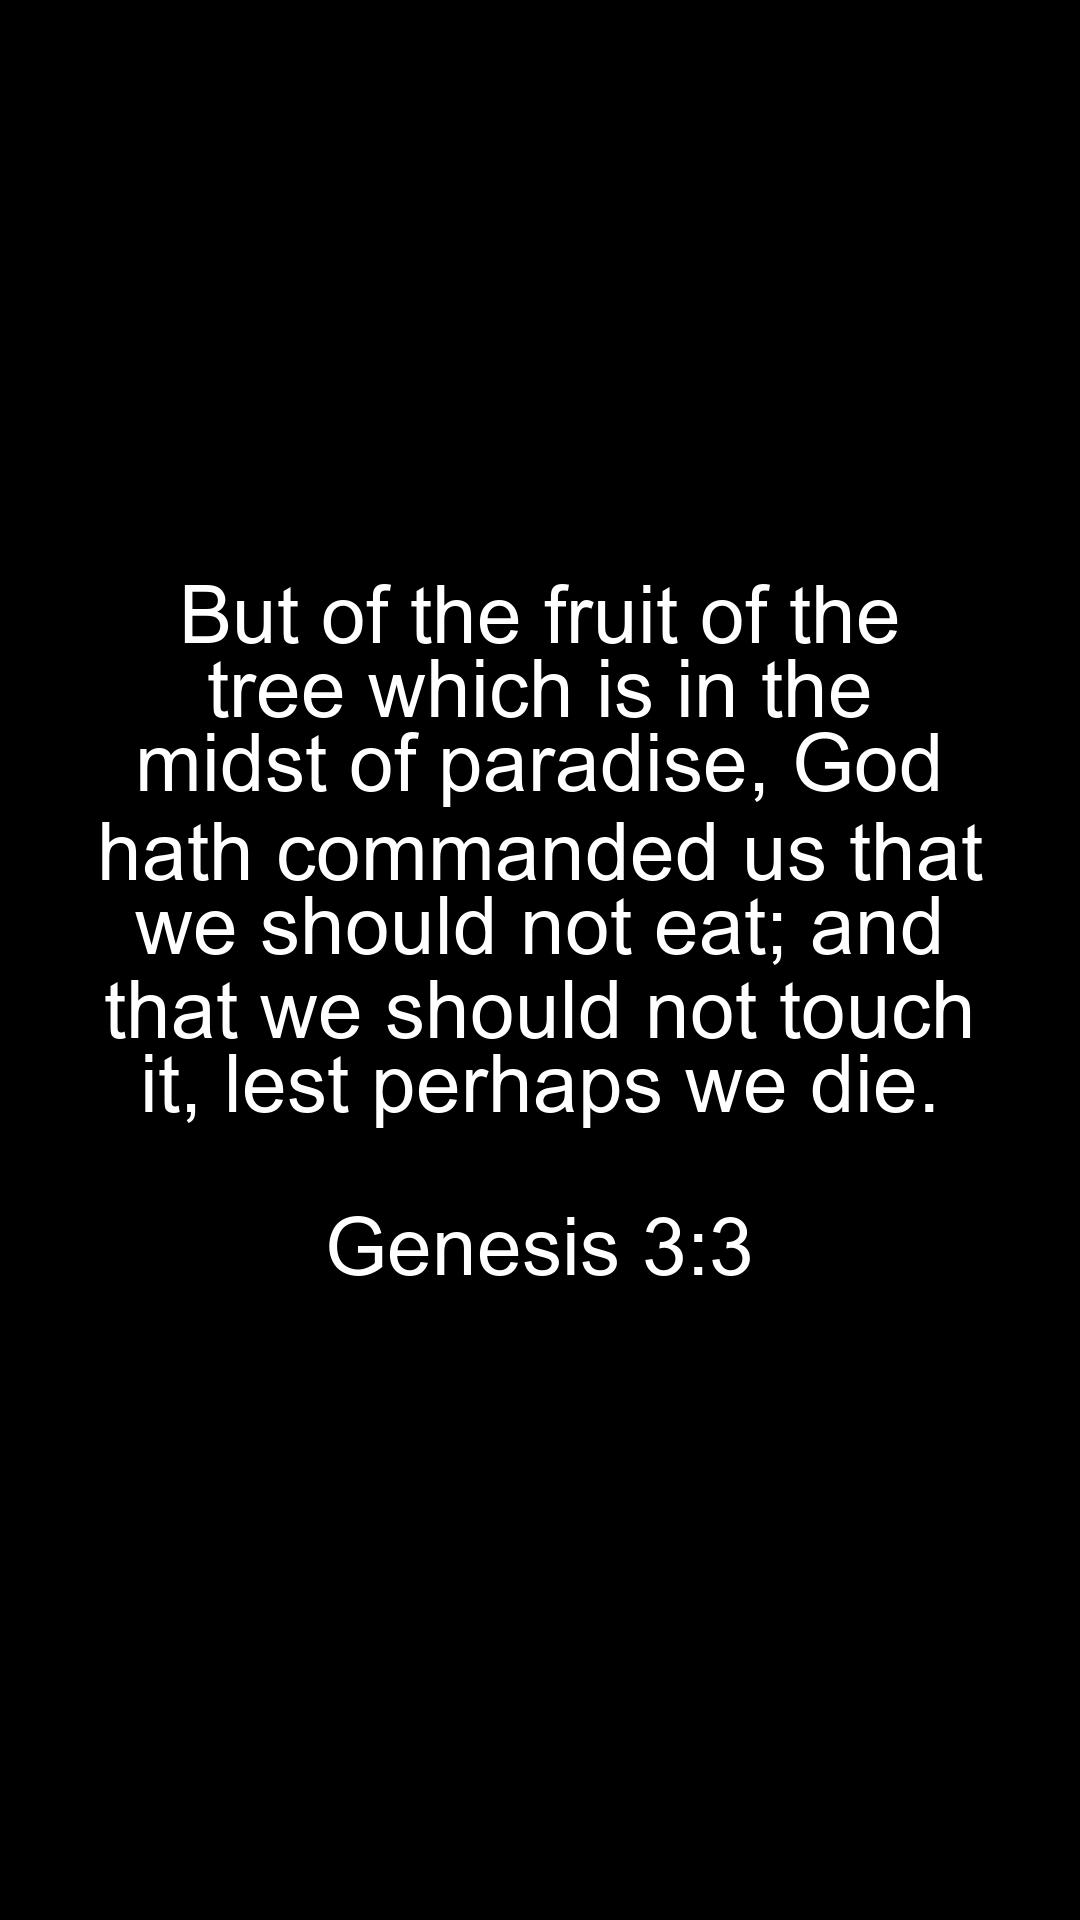 But of the fruit of the
tree which is in the
midst of paradise, God
hath commanded us that
we should not eat; and
that we should not touch
it, lest perhaps we die.
Genesis 3:3